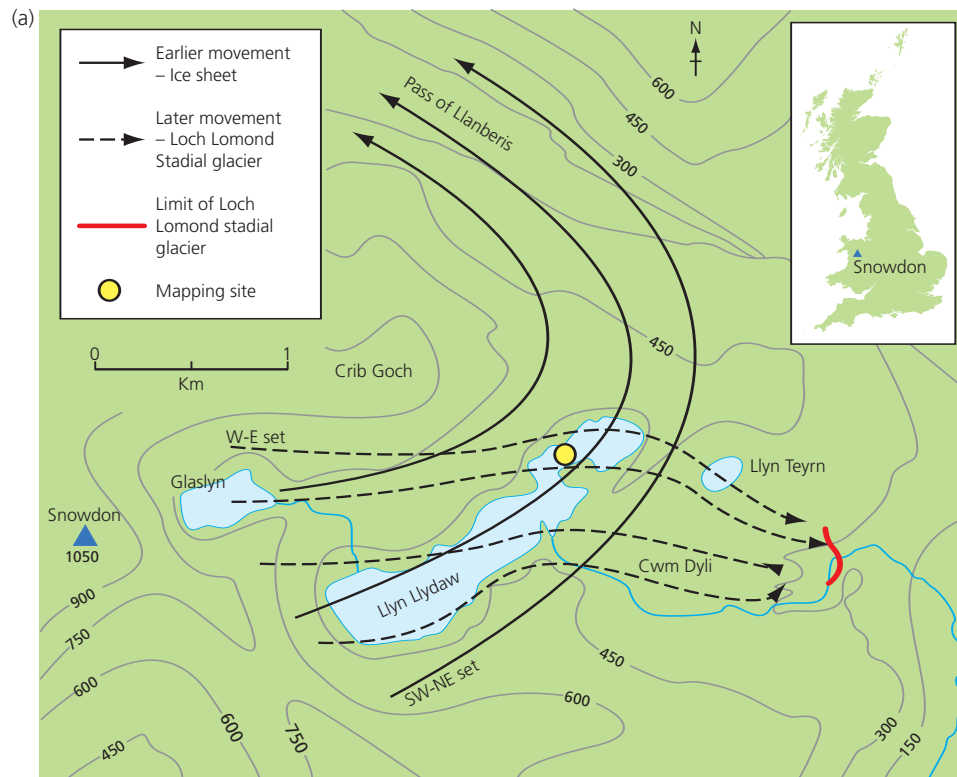 (a)
Earlier movement
– Ice sheet
Later movement
– Loch Lomond
Stadial glacier
Limit of Loch
Lomond stadial
glacier
Mapping site
0
1
Km
N
Snowdon
Pass of Llanberis
600
450
300
450
Crib Goch
W-E set
Glaslyn
Llyn Teyrn
Snowdon
1050
Cwm Dyli
Llyn Llydaw
SW-NE set
900
750
600
450
600
750
600
450
300
150